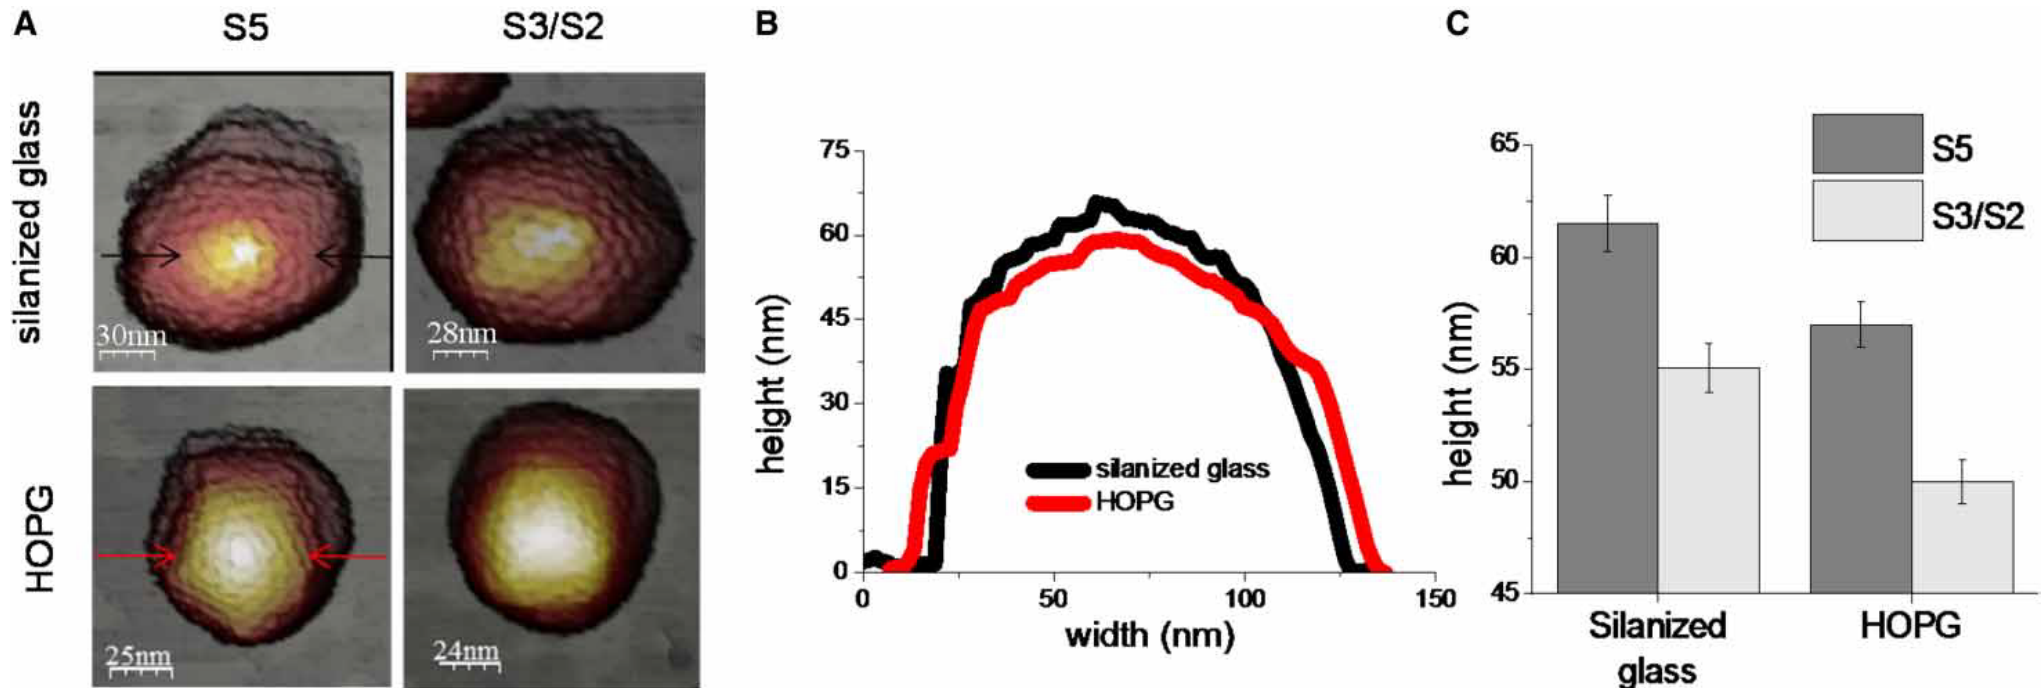 A
S5
S3/S2
silanized glass
30nm
28nm
HOPG
25nm
24nm
B
height (nm)
75
60
45
30
15
0
silanized glass
HOPG
0
50
100
150
width (nm)
C
height (nm)
65
60
55
50
45
S5
S3/S2
Silanized
glass
HOPG